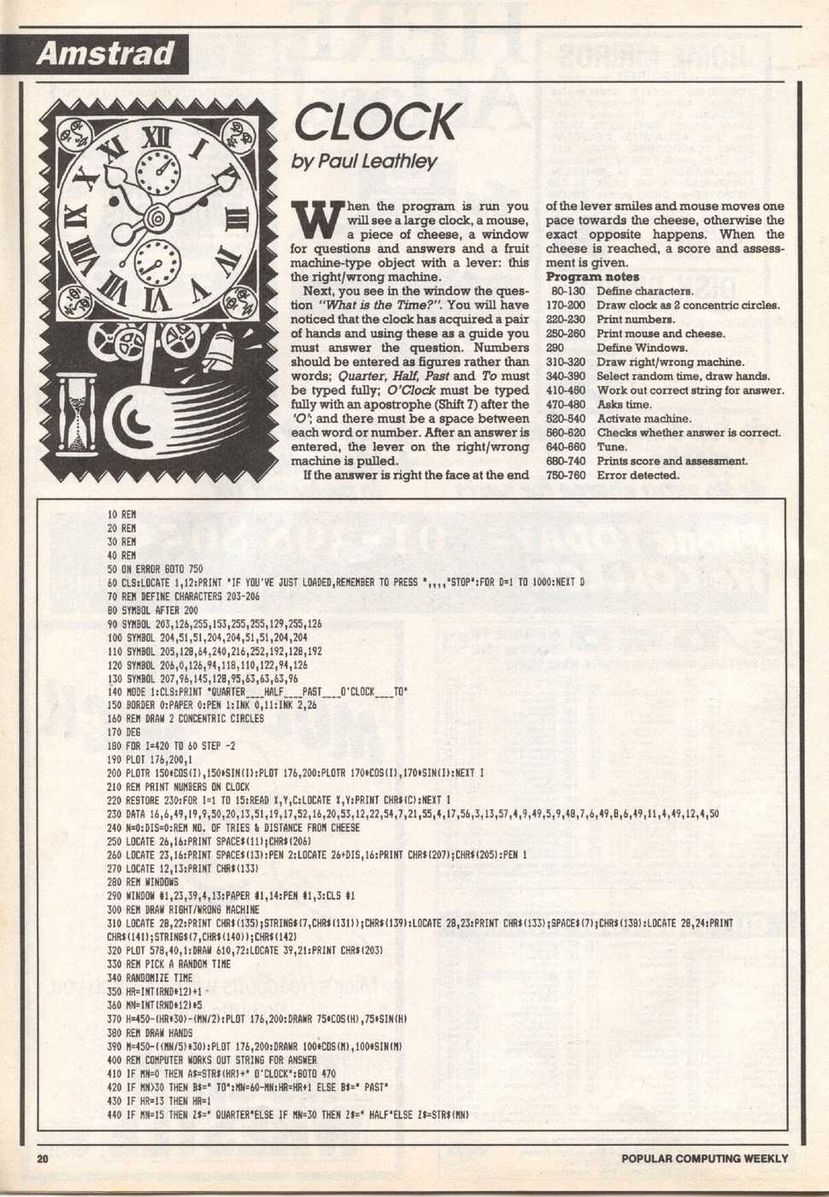 Amstrad
CLOCK
by Paul Leathley
When the program is run you
will see a large clock, a mouse,
a piece of cheese, a window
for questions and answers and a fruit
machine-type object with a lever: this
the right/wrong machine.
Next, you see in the window the ques-
tion "What is the Time?". You will have
noticed that the clock has acquired a pair
of hands and using these as a guide you
must answer the question. Numbers
should be entered as figures rather than
words; Quarter, Half, Past and To must
be typed fully; O'Clock must be typed
fully with an apostrophe (Shift 7) after the
'O'; and there must be a space between
each word or number. After an answer is
entered, the lever on the right/wrong
machine is pulled.
If the answer is right the face at the end
of the lever smiles and mouse moves one
pace towards the cheese, otherwise the
exact opposite happens. When the
cheese is reached, a score and assess-
ment is given.
Program notes
80-130 Define characters.
170-200 Draw clock as 2 concentric circles.
220-230 Print numbers.
250-260 Print mouse and cheese.
290 Define Windows.
310-320 Draw right/wrong machine.
340-390 Select random time, draw hands.
410-450 Work out correct string for answer.
470-480 Asks time.
520-540 Activate machine.
560-620 Checks whether answer is correct.
640-660 Tune.
680-740 Prints score and assessment.
750-760 Error detected.
10 REM
20 REM
30 REM
40 REM
50 ON ERROR GOTO 750
60 CLS:LOCATE 1,12:PRINT "IF YOU'VE JUST LOADED,REMEMBER TO PRESS ",,,,"STOP":FOR D=1 TO 1000:NEXT D
70 REM DEFINE CHARACTERS 203-206
80 SYMBOL AFTER 200
90 SYMBOL 203,126,255,153,255,255,129,255,126
100 SYMBOL 204,51,51,204,204,51,51,204,204
110 SYMBOL 205,128,64,240,216,252,192,128,192
120 SYMBOL 206,0,126,94,118,110,122,94,126
130 SYMBOL 207,96,145,128,95,63,63,63,96
140 MODE 1:CLS:PRINT "QUARTER___HALF___PAST___O'CLOCK___TO"
150 BORDER 0:PAPER 0:PEN 1:INK 0,11:INK 2,26
160 REM DRAW 2 CONCENTRIC CIRCLES
170 DEG
180 FOR I=420 TO 60 STEP -2
190 PLOT 176,200,1
200 PLOTR 150*COS(I),150*SIN(I):PLOT 176,200:PLOTR 170*COS(I),170*SIN(I):NEXT I
210 REM PRINT NUMBERS ON CLOCK
220 RESTORE 230:FOR I=1 TO 15:READ X,Y,C:LOCATE X,Y:PRINT CHR$(C):NEXT I
230 DATA 16,6,49,19,9,50,20,13,51,19,17,52,16,20,53,12,22,54,7,21,55,4,17,56,3,13,57,4,9,49,5,9,48,7,6,49,8,6,49,11,4,49,12,4,50
240 N=0:DIS=0:REM NO. OF TRIES & DISTANCE FROM CHEESE
250 LOCATE 26,16:PRINT SPACE$(11);CHR$(206)
260 LOCATE 23,16:PRINT SPACE$(13):PEN 2:LOCATE 26+DIS,16:PRINT CHR$(207);CHR$(205):PEN 1
270 LOCATE 12,13:PRINT CHR$(133)
280 REM WINDOWS
290 WINDOW #1,23,39,4,13:PAPER #1,14:PEN #1,3:CLS #1
300 REM DRAW RIGHT/WRONG MACHINE
310 LOCATE 28,22:PRINT CHR$(135);STRING$(7,CHR$(131));CHR$(139):LOCATE 28,23:PRINT CHR$(133);SPACE$(7);CHR$(138):LOCATE 28,24:PRINT
CHR$(141);STRING$(7,CHR$(140));CHR$(142)
320 PLOT 578,40,1:DRAW 610,72:LOCATE 39,21:PRINT CHR$(203)
330 REM PICK A RANDOM TIME
340 RANDOMIZE TIME
350 HR=INT(RND*12)+1
360 MN=INT(RND*12)*5
370 H=450-(HR*30)-(MN/2):PLOT 176,200:DRAWR 75*COS(H),75*SIN(H)
380 REM DRAW HANDS
390 M=450-((MN/5)*30):PLOT 176,200:DRAWR 100*COS(M),100*SIN(M)
400 REM COMPUTER WORKS OUT STRING FOR ANSWER
410 IF MN=0 THEN A$=STR$(HR)+" O'CLOCK":GOTO 470
420 IF MN>30 THEN B$=" TO":MN=60-MN:HR=HR+1 ELSE B$=" PAST"
430 IF HR=13 THEN HR=1
440 IF MN=15 THEN Z$=" QUARTER"ELSE IF MN=30 THEN Z$=" HALF"ELSE Z$=STR$(MN)
20
POPULAR COMPUTING WEEKLY